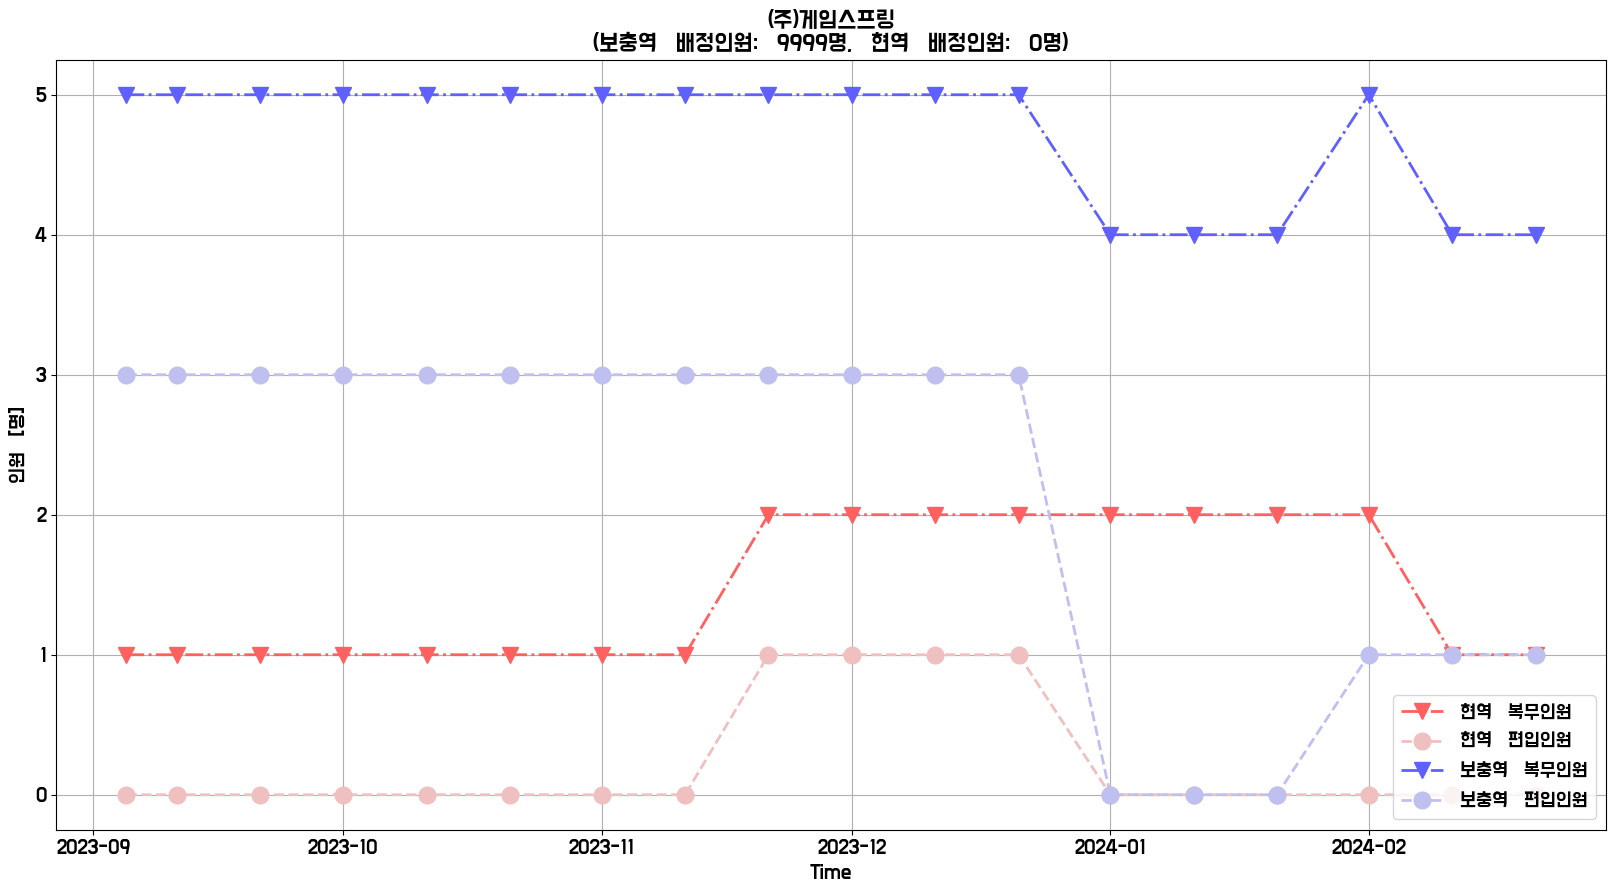 (주)게임스프링
(보충역 배정인원: 9999명, 현역 배정인원: 0명)
5
4
3
2
1
0
인원 [명]
2023-09
2023-10
2023-11
2023-12
2024-01
2024-02
Time
현역 복무인원
현역 편입인원
보충역 복무인원
보충역 편입인원